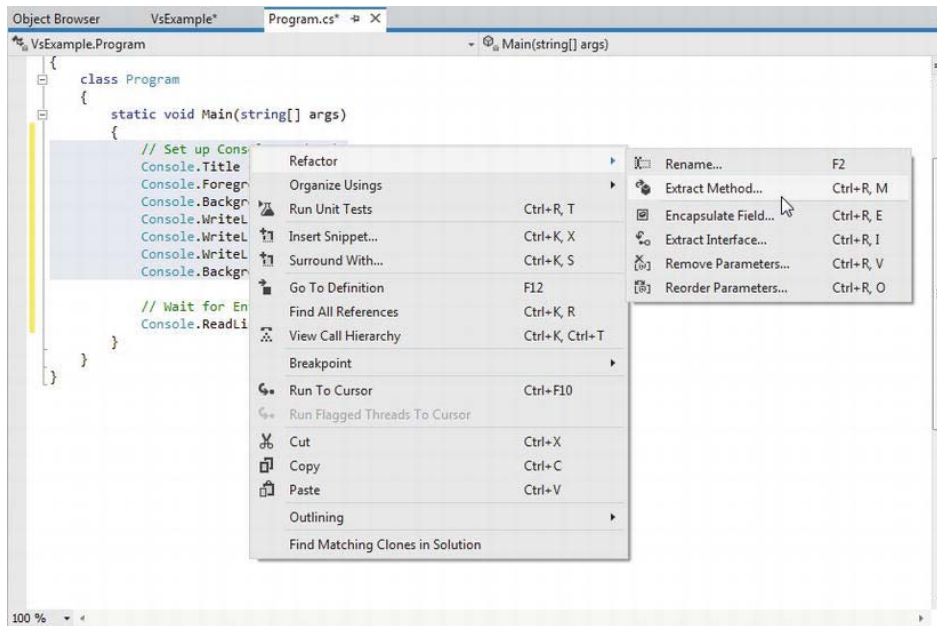 Object Browser VsExample* Program.cs*
VsExample.Program Main(string[] args)
{
class Program
{
static void Main(string[] args)
{
// Set up Cons
Console.Title
Console.Foregr
Console.Backgr
Console.WriteL
Console.WriteL
Console.WriteL
Console.Backgr
// Wait for En
Console.ReadLi
}
}
}
Refactor
Organize Usings
Run Unit Tests Ctrl+R, T
Insert Snippet... Ctrl+K, X
Surround With... Ctrl+K, S
Go To Definition F12
Find All References Ctrl+K, R
View Call Hierarchy Ctrl+K, Ctrl+T
Breakpoint
Run To Cursor Ctrl+F10
Run Flagged Threads To Cursor
Cut Ctrl+X
Copy Ctrl+C
Paste Ctrl+V
Outlining
Find Matching Clones in Solution
Rename... F2
Extract Method... Ctrl+R, M
Encapsulate Field... Ctrl+R, E
Extract Interface... Ctrl+R, I
Remove Parameters... Ctrl+R, V
Reorder Parameters... Ctrl+R, O
100 %